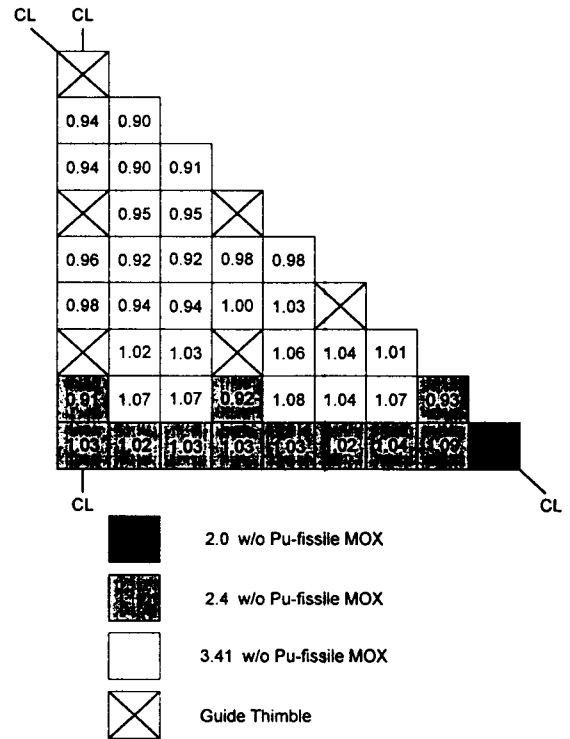 CL CL
0.94 0.90
0.94 0.90 0.91
0.95 0.95
0.96 0.92 0.92 0.98 0.98
0.98 0.94 0.94 1.00 1.03
1.02 1.03 1.06 1.04 1.01
0.91 1.07 1.07 0.92 1.08 1.04 1.07 0.93
1.03 1.02 1.03 1.03 1.03 1.02 1.04 1.09
CL CL
2.0 w/o Pu-fissile MOX
2.4 w/o Pu-fissile MOX
3.41 w/o Pu-fissile MOX
Guide Thimble